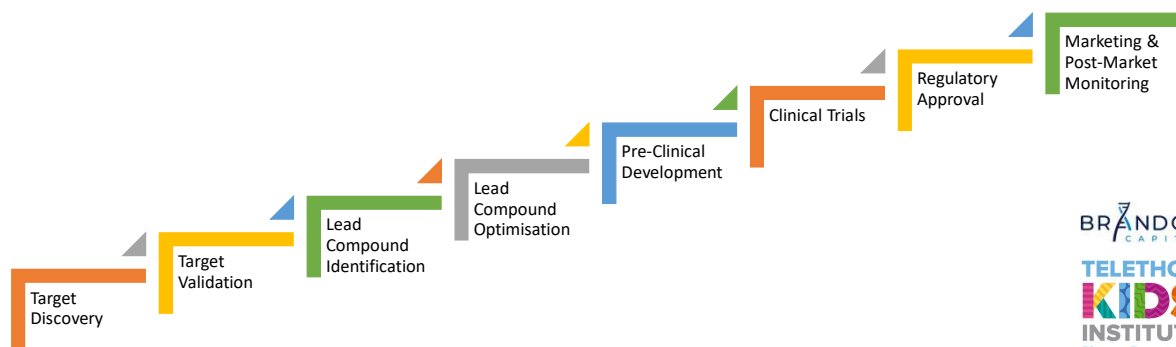 Target
Discovery
Target
Validation
Lead
Compound
Identification
Lead
Compound
Optimisation
Pre-Clinical
Development
Clinical Trials
Regulatory
Approval
Marketing &
Post-Market
Monitoring
KIDS